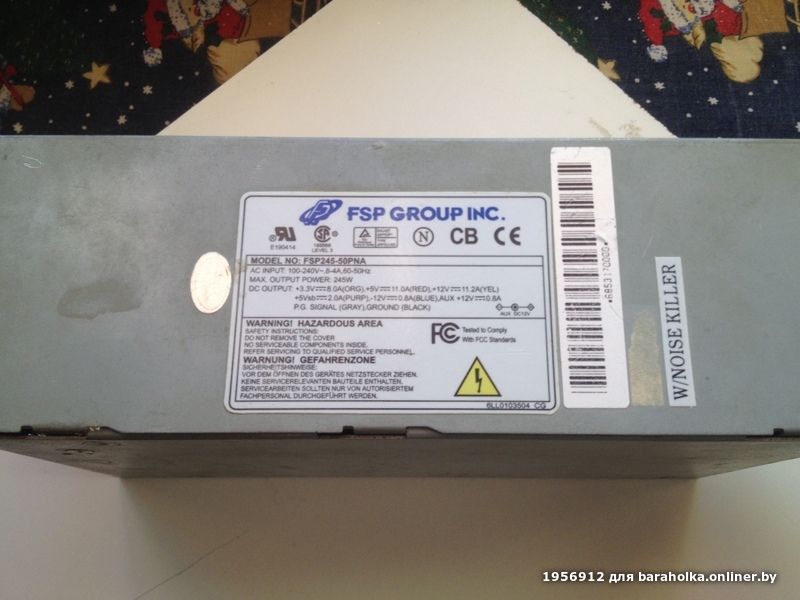 FSP GROUP INC.
E190414
LEVEL 3
N
CB
CE
MODEL NO: FSP245-50PNA
AC INPUT: 100-240V~,8-4A,60-50Hz
MAX. OUTPUT POWER: 245W
DC OUTPUT: +3.3V 8.0A(ORG),+5V 11.0A(RED),+12V 11.2A(YEL)
+5Vsb 2.0A(PURP),-12V 0.8A(BLUE),AUX +12V 0.8A
P.G. SIGNAL (GRAY),GROUND (BLACK)
AUX DC12V
WARNING! HAZARDOUS AREA
SAFETY INSTRUCTIONS:
DO NOT REMOVE THE COVER
NO SERVICEABLE COMPONENTS INSIDE.
REFER SERVICING TO QUALIFIED SERVICE PERSONNEL.
WARNUNG! GEFAHRENZONE
SICHERHEITSHINWEISE:
VOR DEM ÖFFNEN DES GERÄTES NETZSTECKER ZIEHEN.
KEINE SERVICERELEVANTEN BAUTEILE ENTHALTEN.
SERVICEARBEITEN SOLLTEN NUR VON AUTORISIERTEM
FACHPERSONAL DURCHGEFÜHRT WERDEN.
FC Tested to Comply
With FCC Standards
6LL0103504 CG
W/NOISE KILLER
1956912 для baraholka.onliner.by